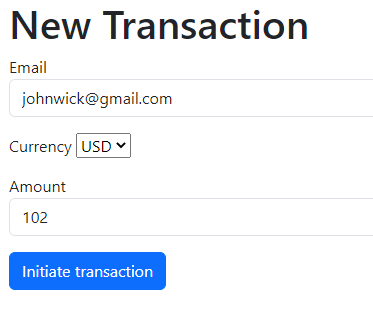 New Transaction
Email
johnwick@gmail.com
Currency USD
Amount
102
Initiate transaction